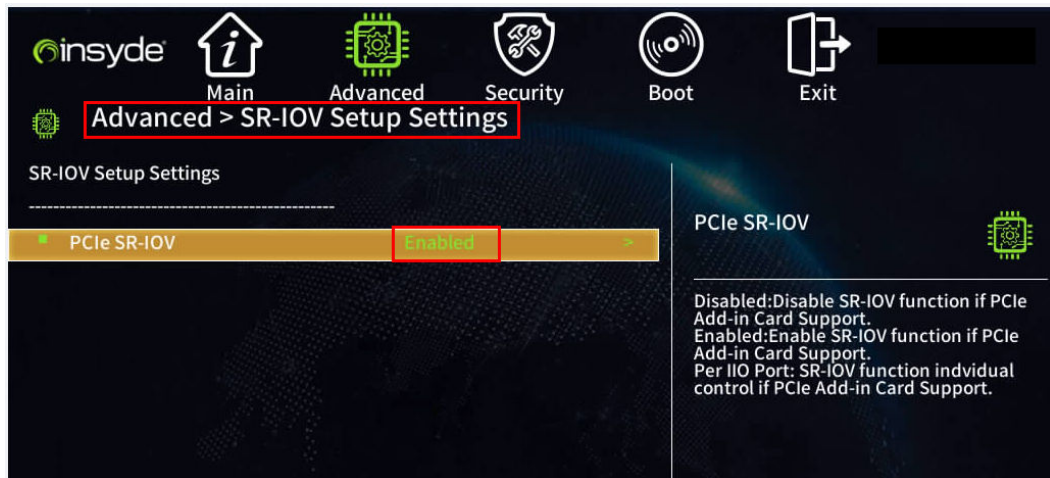 insyde
Main
Advanced
Security
Boot
Exit
Advanced > SR-IOV Setup Settings
SR-IOV Setup Settings
--------------------------------------------------
PCIe SR-IOV Enabled >
PCIe SR-IOV
Disabled:Disable SR-IOV function if PCIe
Add-in Card Support.
Enabled:Enable SR-IOV function if PCIe
Add-in Card Support.
Per IIO Port: SR-IOV function indvidual
control if PCIe Add-in Card Support.